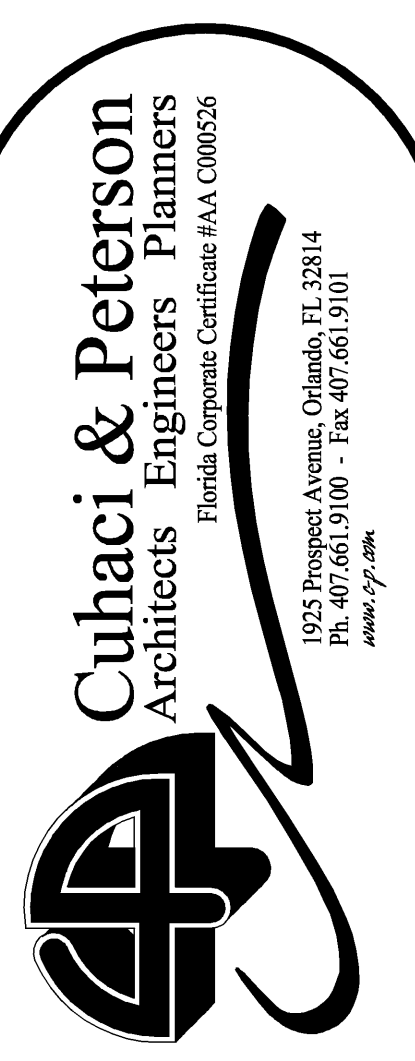 Cuhaci & Peterson
Architects Engineers Planners
Florida Corporate Certificate #AA C000526
1925 Prospect Avenue, Orlando, FL 32814
Ph. 407.661.9100 - Fax 407.661.9101
www.c-p.com